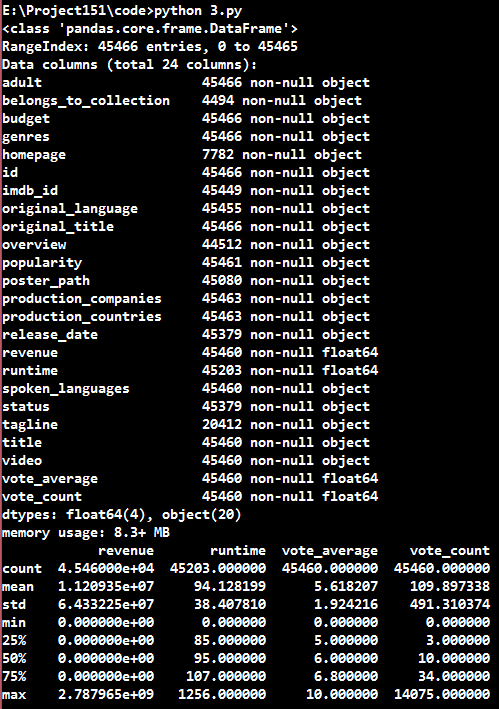 E:\Project151\code>python 3.py
<class 'pandas.core.frame.DataFrame'>
RangeIndex: 45466 entries, 0 to 45465
Data columns (total 24 columns):
adult                    45466 non-null object
belongs_to_collection    4494 non-null object
budget                   45466 non-null object
genres                   45466 non-null object
homepage                 7782 non-null object
id                       45466 non-null object
imdb_id                  45449 non-null object
original_language        45455 non-null object
original_title           45466 non-null object
overview                 44512 non-null object
popularity               45461 non-null object
poster_path              45080 non-null object
production_companies     45463 non-null object
production_countries     45463 non-null object
release_date             45379 non-null object
revenue                  45460 non-null float64
runtime                  45203 non-null float64
spoken_languages         45460 non-null object
status                   45379 non-null object
tagline                  20412 non-null object
title                    45460 non-null object
video                    45460 non-null object
vote_average             45460 non-null float64
vote_count               45460 non-null float64
dtypes: float64(4), object(20)
memory usage: 8.3+ MB
            revenue       runtime  vote_average    vote_count
count  4.546000e+04  45203.000000  45460.000000  45460.000000
mean   1.120935e+07     94.128199      5.618207    109.897338
std    6.433225e+07     38.407810      1.924216    491.310374
min    0.000000e+00      0.000000      0.000000      0.000000
25%    0.000000e+00     85.000000      5.000000      3.000000
50%    0.000000e+00     95.000000      6.000000     10.000000
75%    0.000000e+00    107.000000      6.800000     34.000000
max    2.787965e+09   1256.000000     10.000000  14075.000000